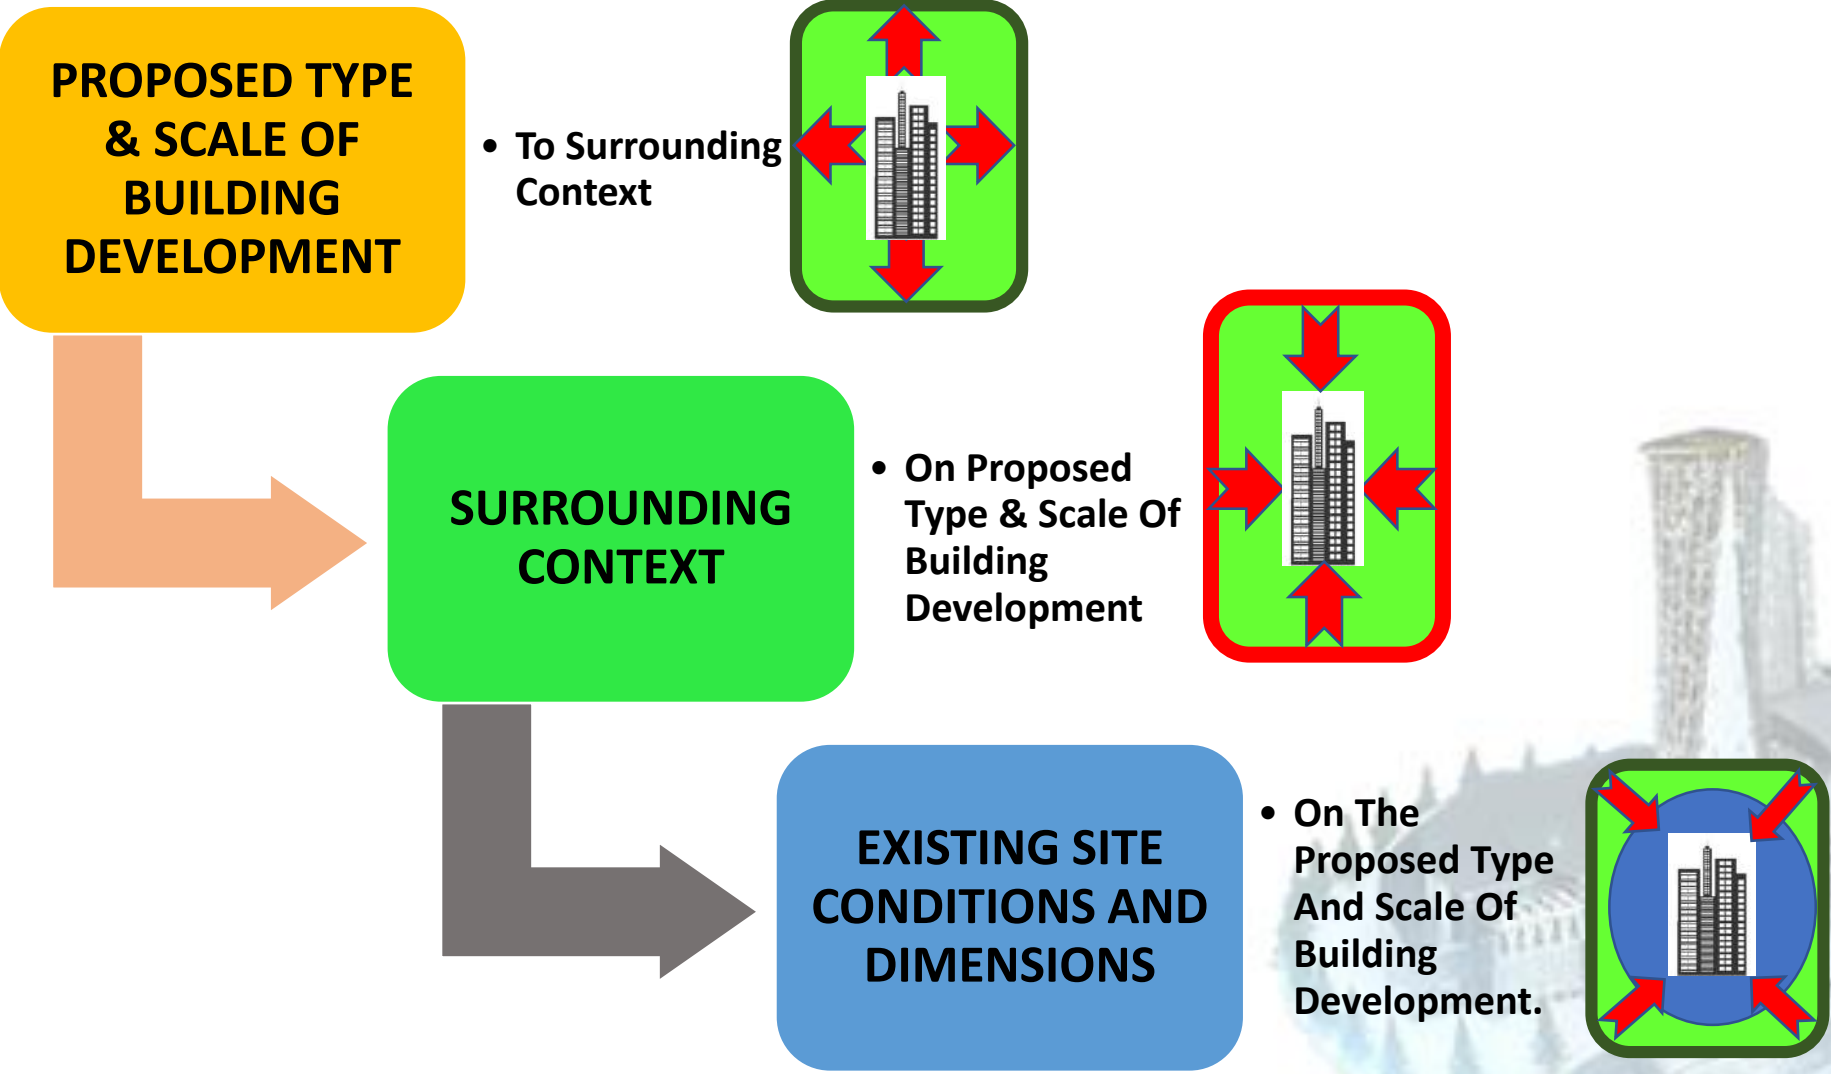 PROPOSED TYPE
& SCALE OF
BUILDING
DEVELOPMENT
• To Surrounding
Context
SURROUNDING
CONTEXT
• On Proposed
Type & Scale Of
Building
Development
EXISTING SITE
CONDITIONS AND
DIMENSIONS
• On The
Proposed Type
And Scale Of
Building
Development.